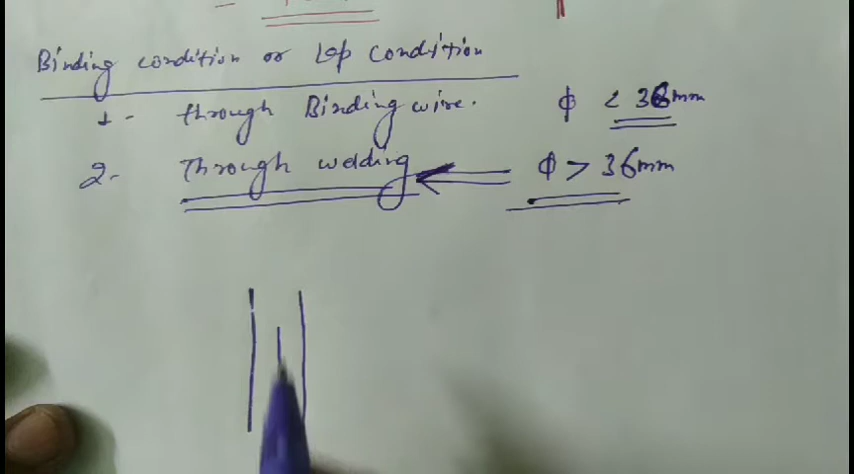 Binding condition or Lap condition
1- through Binding wire. ϕ < 36mm
2- Through welding ϕ > 36mm